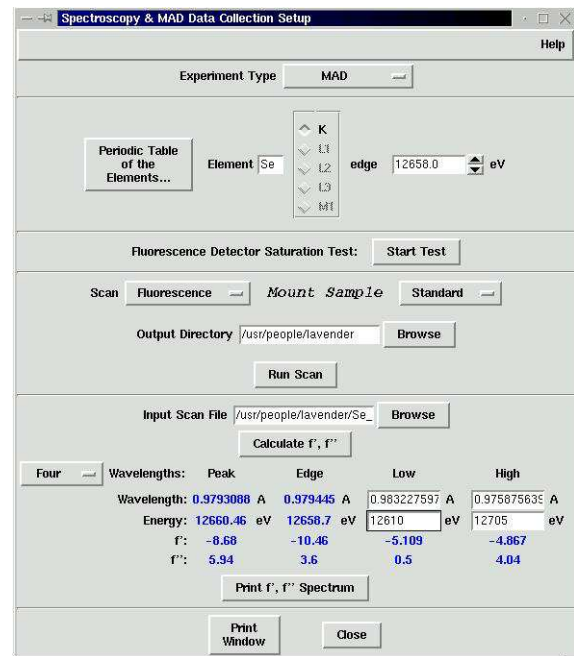 Spectroscopy & MAD Data Collection Setup
Help
Experiment Type MAD
K
L1
L2
L3
M1
Periodic Table of the Elements...
Element Se edge 12658.0 eV
Fluorescence Detector Saturation Test: Start Test
Scan Fluorescence Mount Sample Standard
Output Directory /usr/people/lavender Browse
Run Scan
Input Scan File /usr/people/lavender/Se_ Browse
Calculate f', f''
Four Wavelengths: Peak Edge Low High
Wavelength: 0.9793088 A 0.979445 A 0.983227597 A 0.975875639 A
Energy: 12660.46 eV 12658.7 eV 12610 eV 12705 eV
f': -8.68 -10.46 -5.109 -4.867
f'': 5.94 3.6 0.5 4.04
Print f', f'' Spectrum
Print Window
Close